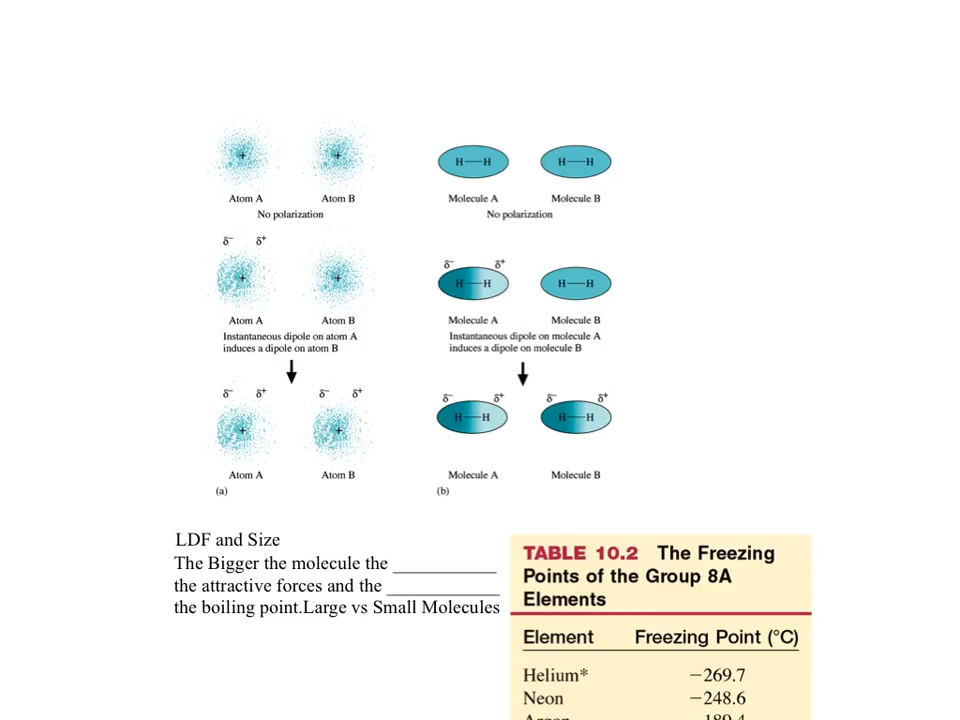 + +
H—H H—H
Atom A Atom B
Molecule A Molecule B
No polarization
No polarization
δ− δ+
δ− δ+
+ +
H—H H—H
Atom A Atom B
Molecule A Molecule B
Instantaneous dipole on atom A
induces a dipole on atom B
Instantaneous dipole on molecule A
induces a dipole on molecule B
δ− δ+ δ− δ+
δ− δ+ δ− δ+
+ +
H—H H—H
Atom A Atom B
Molecule A Molecule B
(a)
(b)
LDF and Size
The Bigger the molecule the ___________
the attractive forces and the ____________
the boiling point.Large vs Small Molecules
TABLE 10.2 The Freezing
Points of the Group 8A
Elements
Element Freezing Point (°C)
Helium* −269.7
Neon −248.6